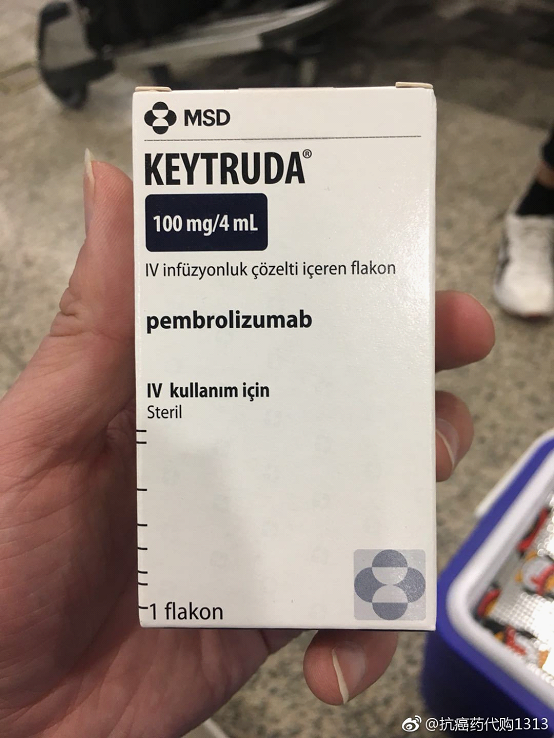 MSD
KEYTRUDA®
100 mg/4 mL
IV infüzyonluk çözelti içeren flakon
pembrolizumab
IV kullanım için
Steril
1 flakon
@抗癌药代购1313